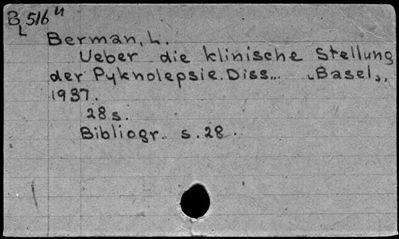 B 516 u
L
Berman, L.
Ueber die klinische Stellung
der Pyknolepsie. Diss... (Basel).,
1937.
28 s.
Bibliogr. s. 28.